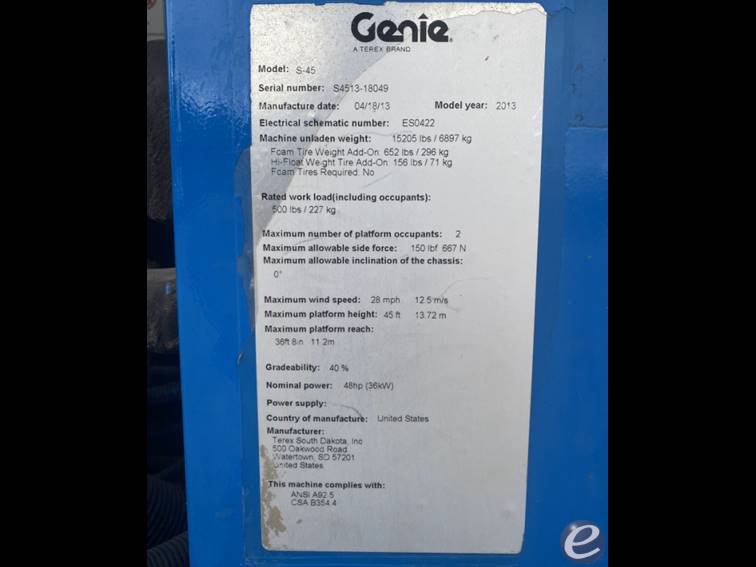 Genie
A TEREX BRAND
Model: S-45
Serial number: S4513-18049
Manufacture date: 04/18/13 Model year: 2013
Electrical schematic number: ES0422
Machine unladen weight: 15205 lbs / 6897 kg
Foam Tire Weight Add-On: 652 lbs / 296 kg
Hi-Float Weight Tire Add-On: 156 lbs / 71 kg
Foam Tires Required: No
Rated work load(including occupants):
500 lbs / 227 kg
Maximum number of platform occupants: 2
Maximum allowable side force: 150 lbf 667 N
Maximum allowable inclination of the chassis:
0°
Maximum wind speed: 28 mph 12.5 m/s
Maximum platform height: 45 ft 13.72 m
Maximum platform reach:
36ft 8in 11.2m
Gradeability: 40 %
Nominal power: 48hp (36kW)
Power supply:
Country of manufacture: United States
Manufacturer:
Terex South Dakota, Inc
500 Oakwood Road
Watertown, SD 57201
United States
This machine complies with:
ANSI A92.5
CSA B354.4
e